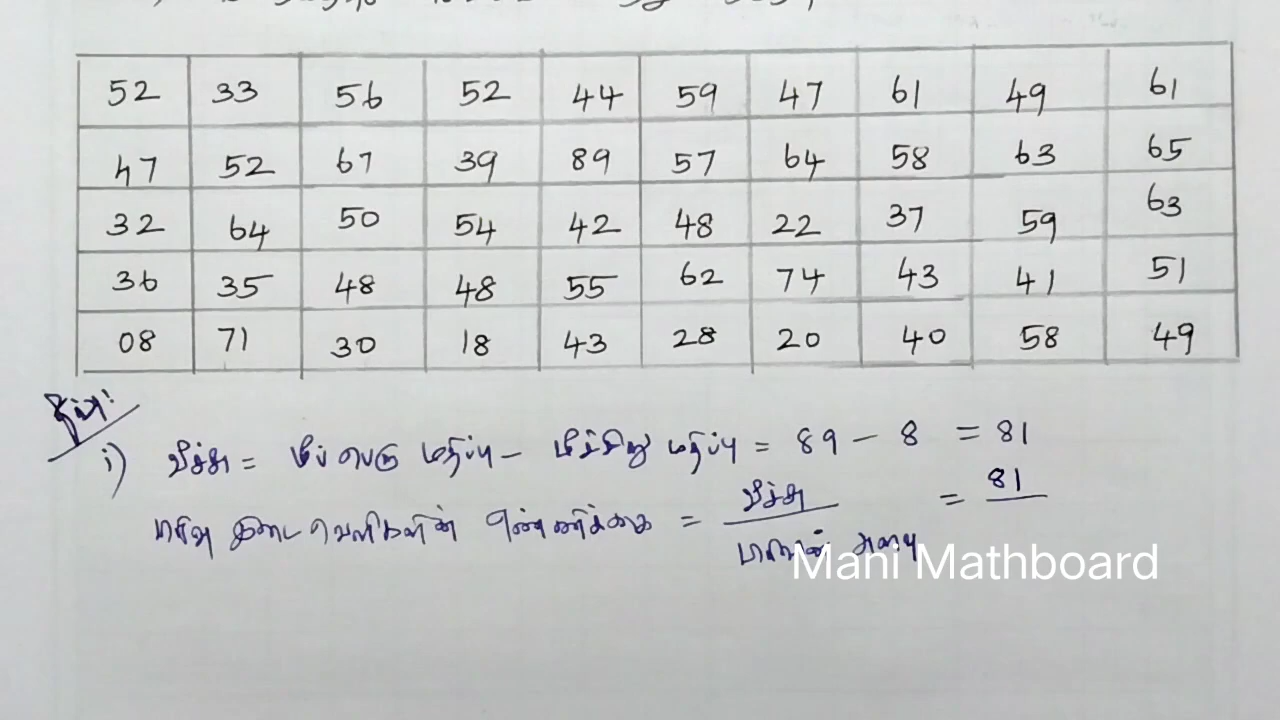 52 33 56 52 44 59 47 61 49 61
47 52 67 39 89 57 64 58 63 65
32 64 50 54 42 48 22 37 59 63
36 35 48 48 55 62 74 43 41 51
08 71 30 18 43 28 20 40 58 49
தீர்வு:
i) வீச்சு = மீப்பெரு மதிப்பு - மீச்சிறு மதிப்பு = 89 - 8 = 81
பிரிவு இடைவெளிகளின் எண்ணிக்கை = வீச்சு / பிரிவின் அளவு = 81
Mani Mathboard